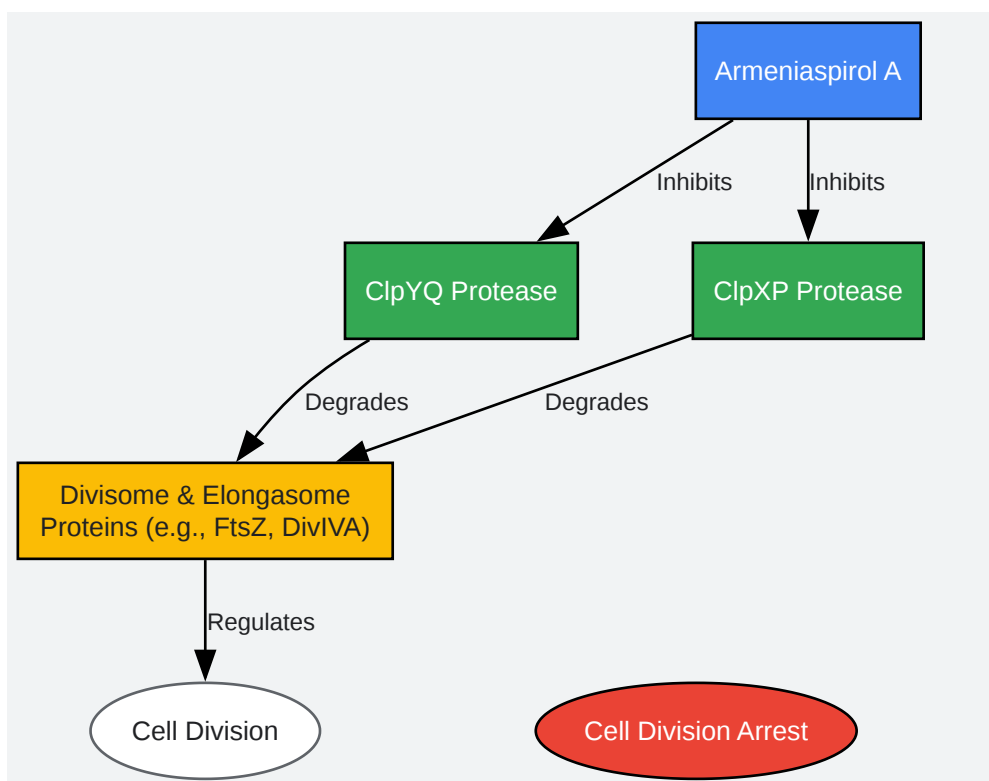 Armeniaspirol A
Inhibits
Inhibits
ClpYQ Protease
ClpXP Protease
Degrades
Degrades
Divisome & Elongasome
Proteins (e.g., FtsZ, DivIVA)
Regulates
Cell Division
Cell Division Arrest